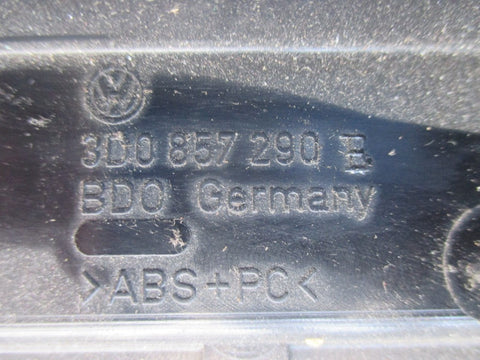 3D0 857 290 B
BDO Germany
>ABS+PC<